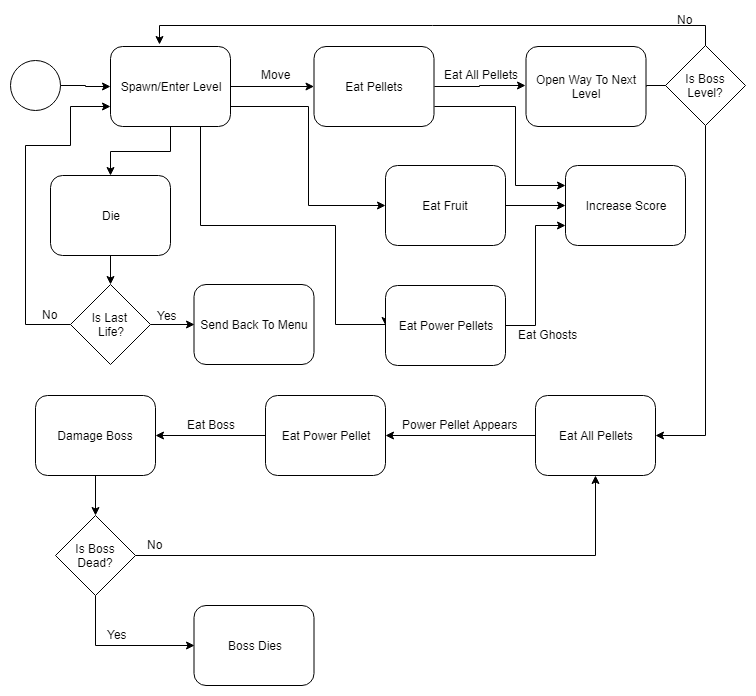 No
Spawn/Enter Level
Move
Eat Pellets
Eat All Pellets
Open Way To Next
Level
Is Boss
Level?
Die
Eat Fruit
Increase Score
No
Is Last
Life?
Yes
Send Back To Menu
Eat Power Pellets
Eat Ghosts
Damage Boss
Eat Boss
Eat Power Pellet
Power Pellet Appears
Eat All Pellets
Is Boss
Dead?
No
Yes
Boss Dies